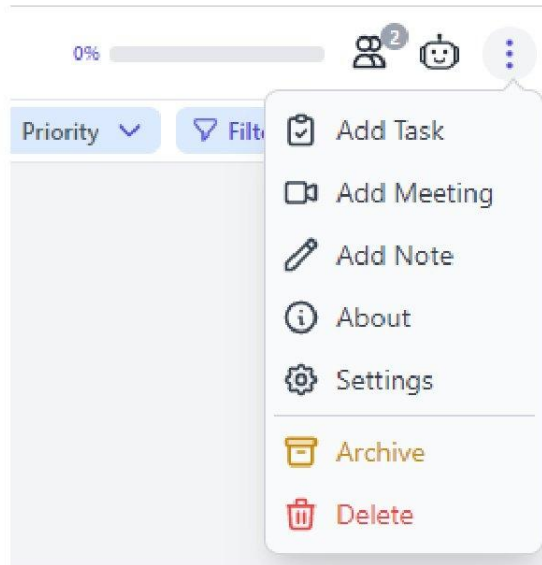 0%
2
Priority
Add Task
Add Meeting
Add Note
About
Settings
Archive
Delete